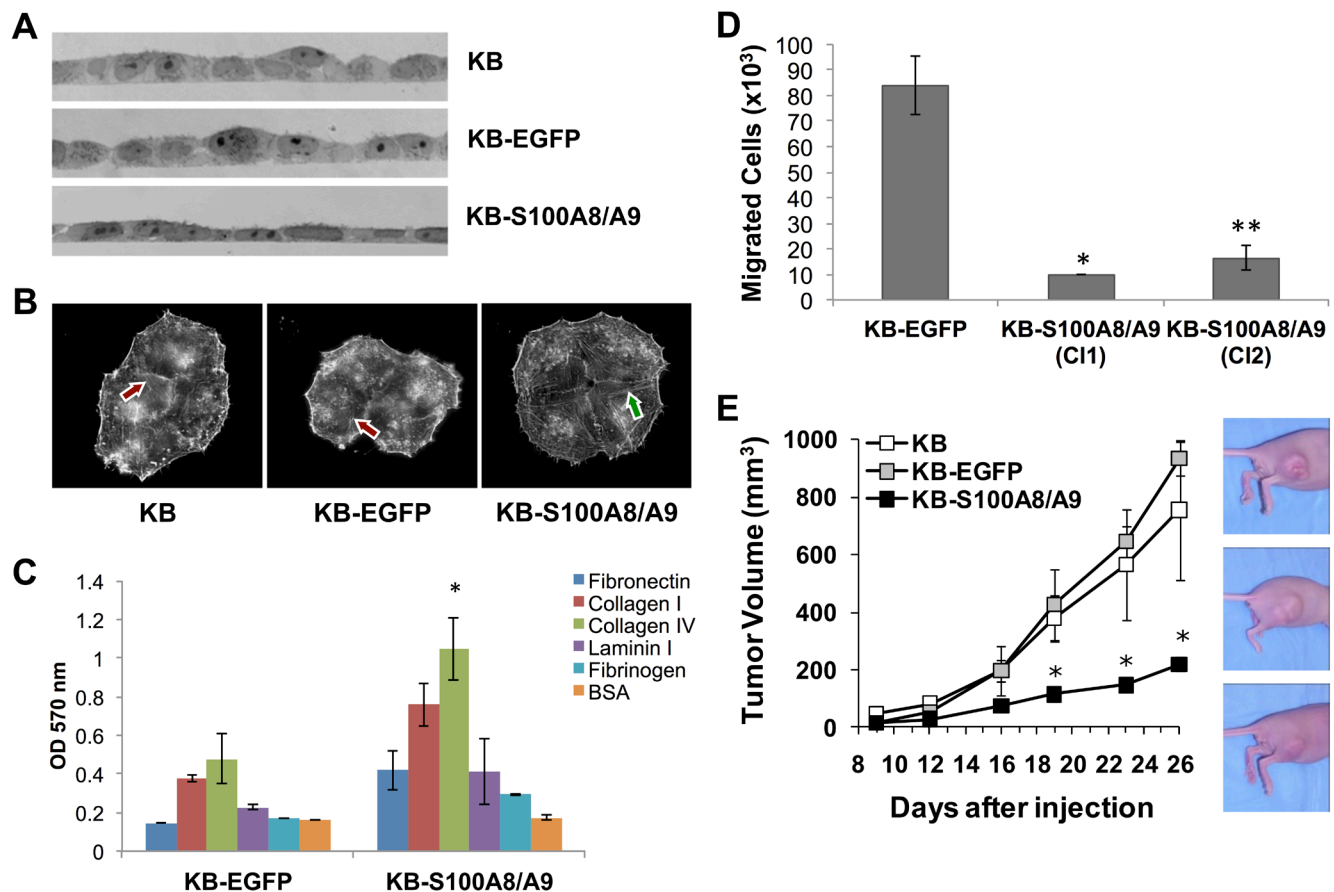 A
KB
KB-EGFP
KB-S100A8/A9
B
KB
KB-EGFP
KB-S100A8/A9
C
OD 570 nm
1.4
1.2
1
0.8
0.6
0.4
0.2
0
*
Fibronectin
Collagen I
Collagen IV
Laminin I
Fibrinogen
BSA
KB-EGFP
KB-S100A8/A9
D
Migrated Cells (x10³)
100
90
80
70
60
50
40
30
20
10
0
*
**
KB-EGFP
KB-S100A8/A9
(Cl1)
KB-S100A8/A9
(Cl2)
E
Tumor Volume (mm³)
1000
800
600
400
200
0
KB
KB-EGFP
KB-S100A8/A9
*
*
*
8 10 12 14 16 18 20 22 24 26
Days after injection